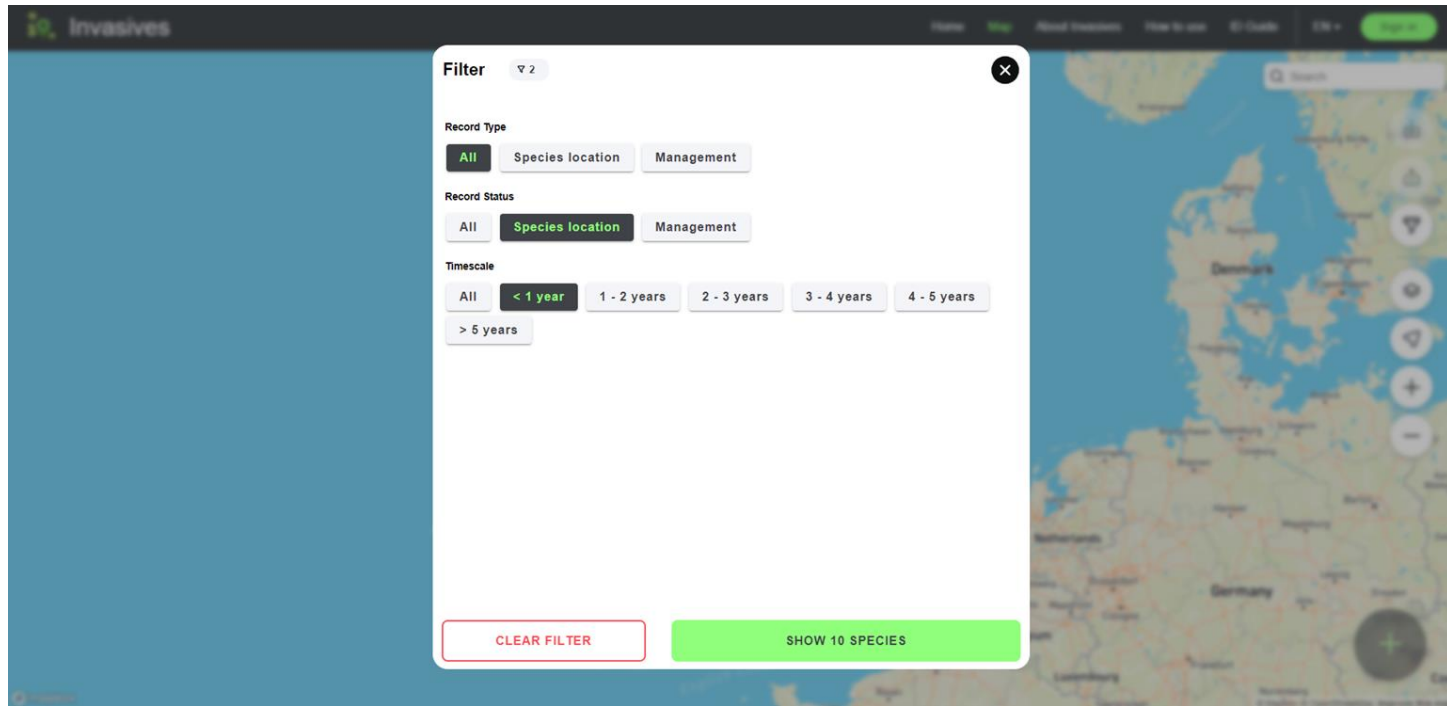 Invasives
Home Map About Invasives How to use ID Guide EN Sign in
Filter 2
Search
Record Type
All Species location Management
Record Status
All Species location Management
Timescale
All < 1 year 1 - 2 years 2 - 3 years 3 - 4 years 4 - 5 years
> 5 years
Denmark
Netherlands
Germany
CLEAR FILTER SHOW 10 SPECIES
Luxembourg